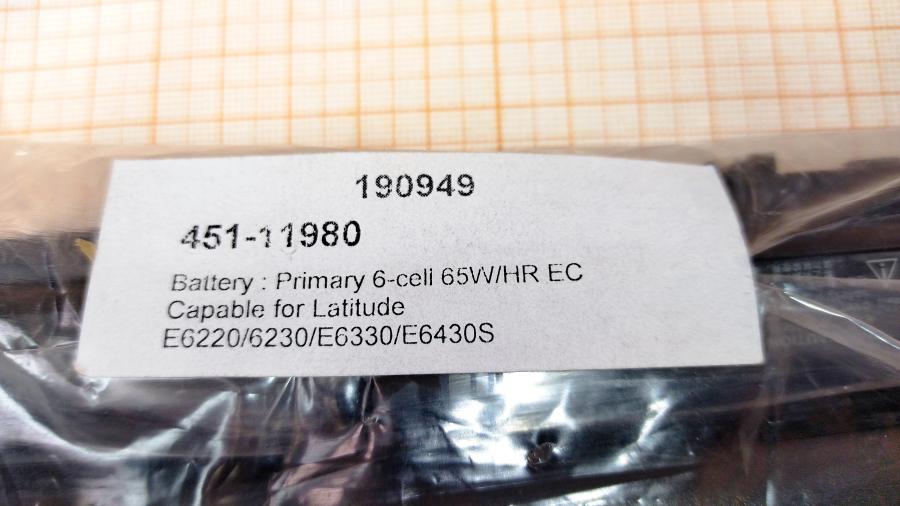 190949
451-11980
Battery : Primary 6-cell 65W/HR EC
Capable for Latitude
E6220/6230/E6330/E6430S